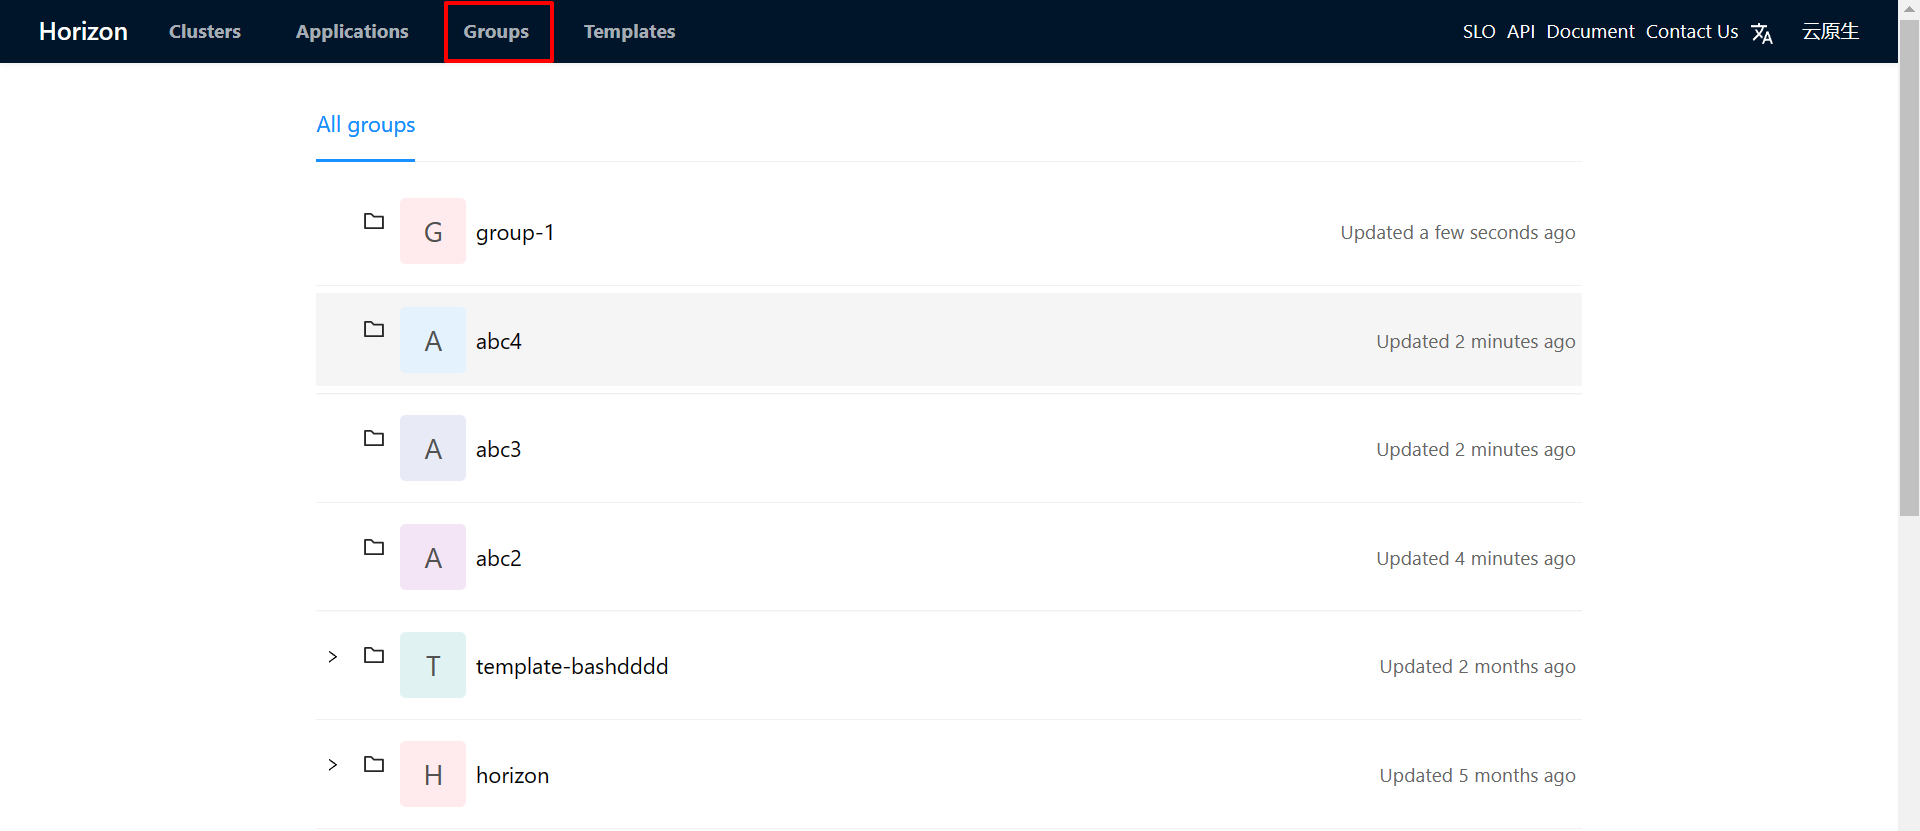 Horizon Clusters Applications Groups Templates SLO API Document Contact Us 云原生
All groups
G group-1 Updated a few seconds ago
A abc4 Updated 2 minutes ago
A abc3 Updated 2 minutes ago
A abc2 Updated 4 minutes ago
T template-bashdddd Updated 2 months ago
H horizon Updated 5 months ago